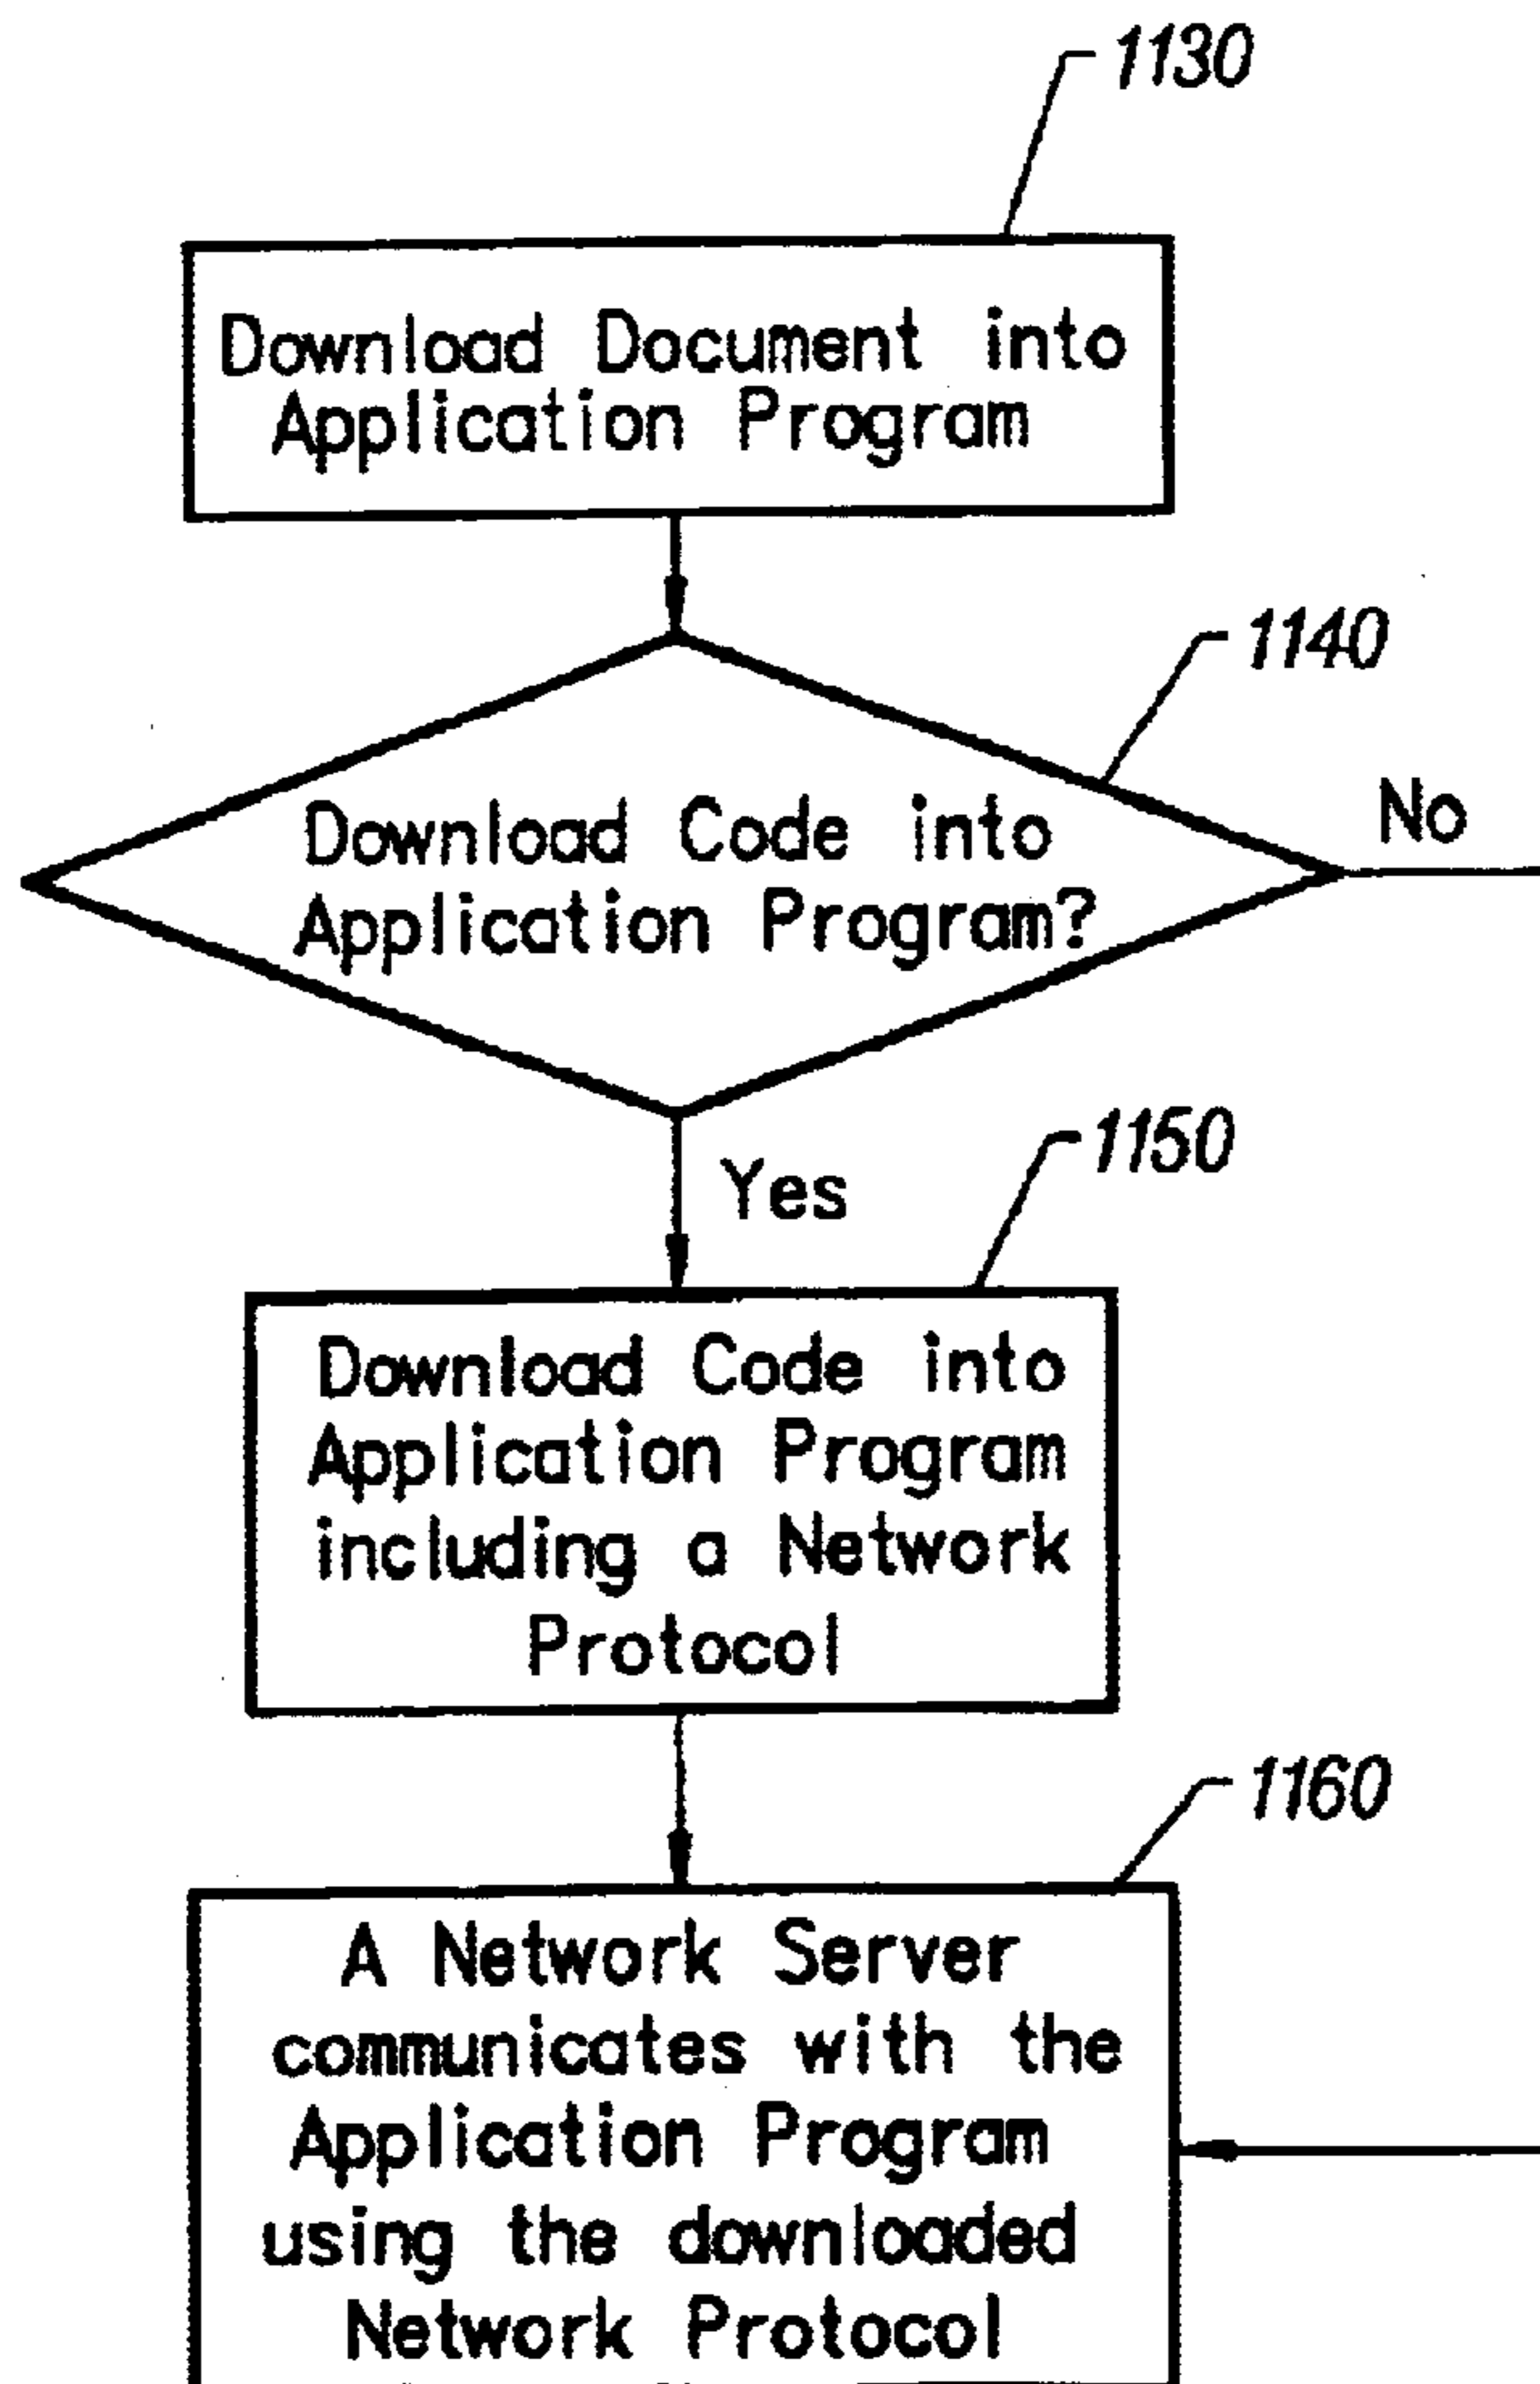 1130
Download Document into
Application Program
1140
No
Download Code into
Application Program?
1150
Yes
Download Code into
Application Program
including a Network
Protocol
1160
A Network Server
communicates with the
Application Program
using the downloaded
Network Protocol